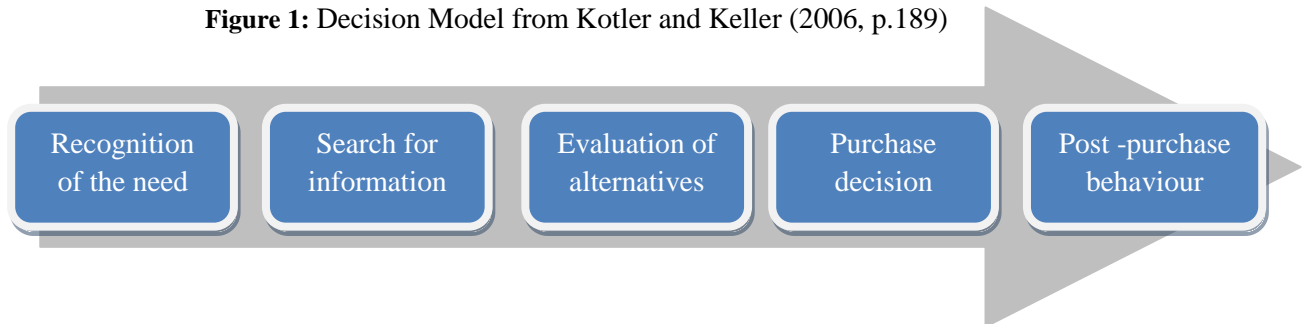 Figure 1: Decision Model from Kotler and Keller (2006, p.189)
Recognition
of the need
Search for
information
Evaluation of
alternatives
Purchase
decision
Post -purchase
behaviour